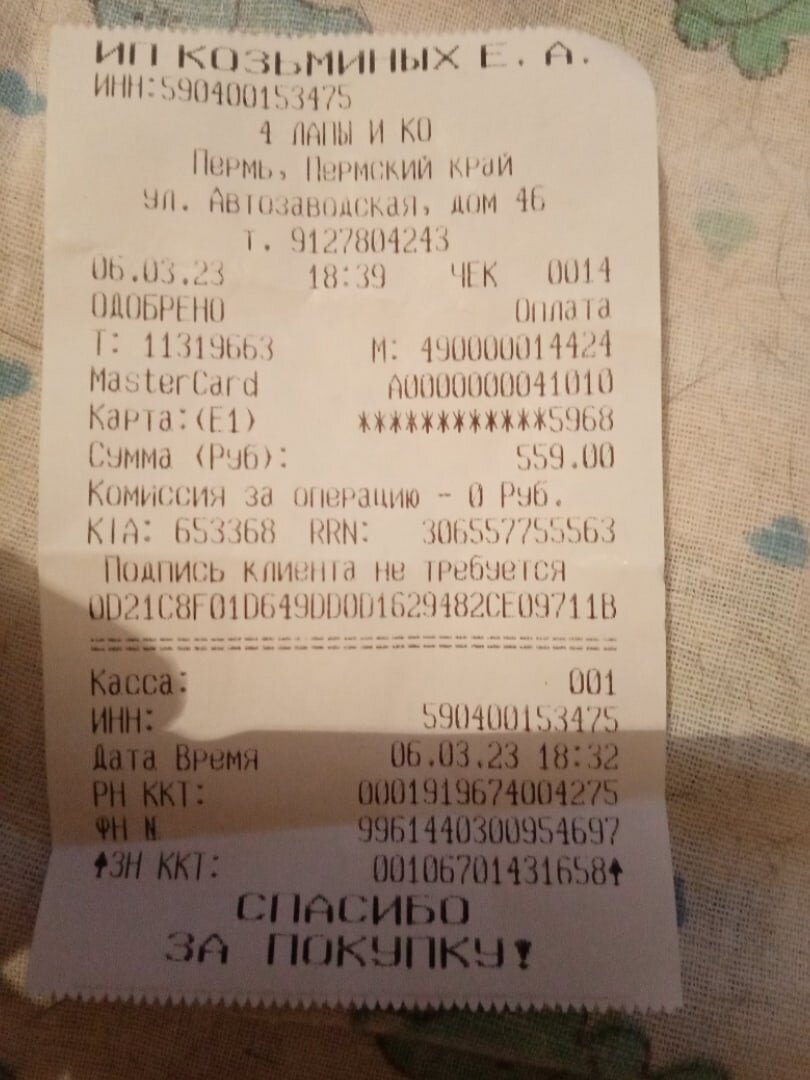 ИП КОЗЬМИНЫХ Е. А.
ИНН:590400153475
4 ЛАПЫ И КО
Пермь, Пермский край
ул. Автозаводская, дом 46
т. 9127804243
06.03.23 18:39 ЧЕК 0014
ОДОБРЕНО Оплата
Т: 11319663 М: 490000014424
MasterCard A0000000041010
Карта:(E1) ************5968
Сумма (Руб): 559.00
Комиссия за операцию - 0 Руб.
КІА: 653368 RRN: 306557755563
Подпись клиента не требуется
0D21C8F01D649DD0D1629482CE09711B
Касса: 001
ИНН: 590400153475
Дата Время 06.03.23 18:32
РН ККТ: 0001919674004275
ФН N 9961440300954697
↑ЗН ККТ: 00106701431658↑
СПАСИБО
ЗА ПОКУПКУ!